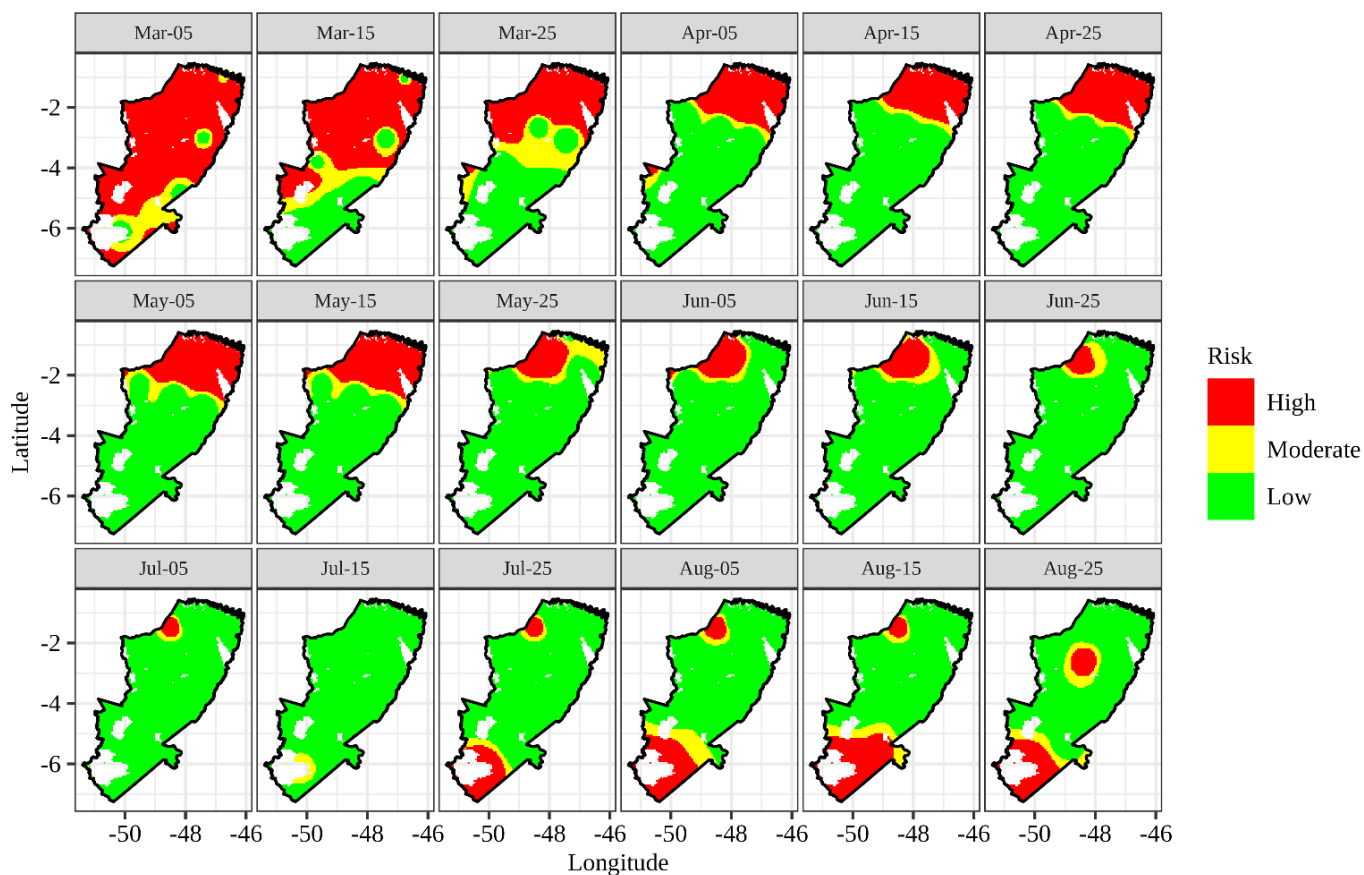 Mar-05 Mar-15 Mar-25 Apr-05 Apr-15 Apr-25
-2
-4
-6
May-05 May-15 May-25 Jun-05 Jun-15 Jun-25
-2
-4
-6
Latitude
Risk
High
Moderate
Low
Jul-05 Jul-15 Jul-25 Aug-05 Aug-15 Aug-25
-2
-4
-6
-50 -48 -46 -50 -48 -46 -50 -48 -46 -50 -48 -46 -50 -48 -46 -50 -48 -46
Longitude